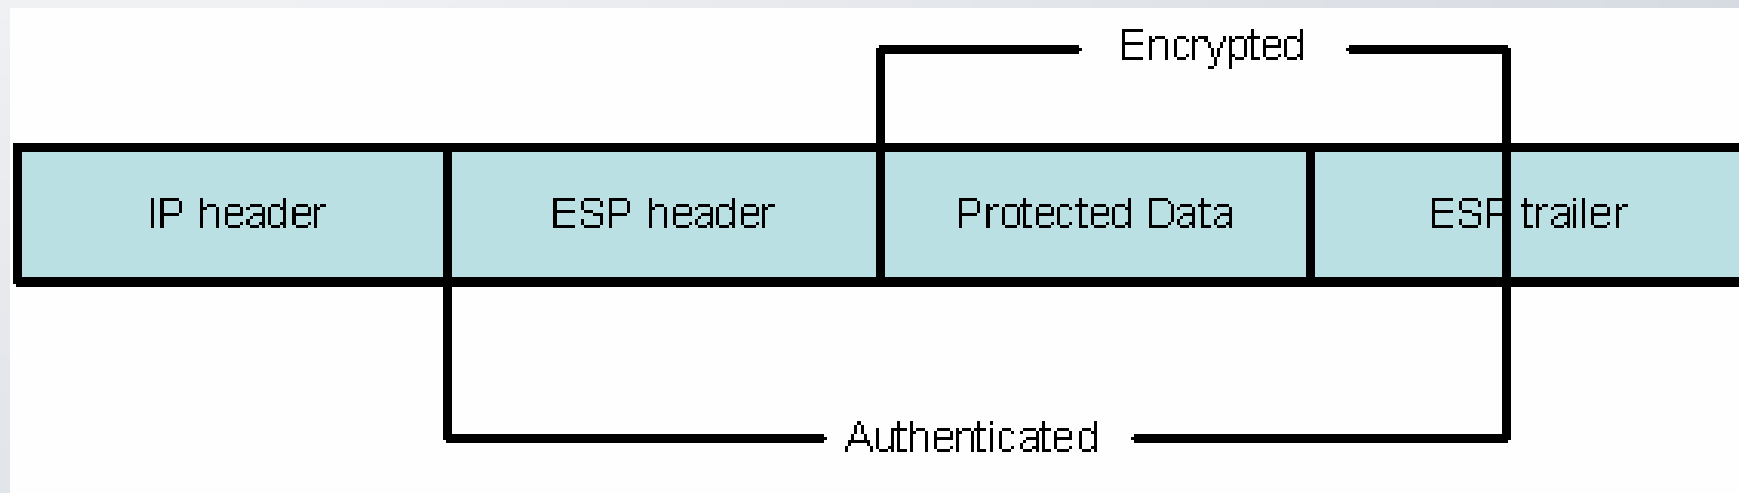 Encrypted
IP header
ESP header
Protected Data
ESP trailer
Authenticated